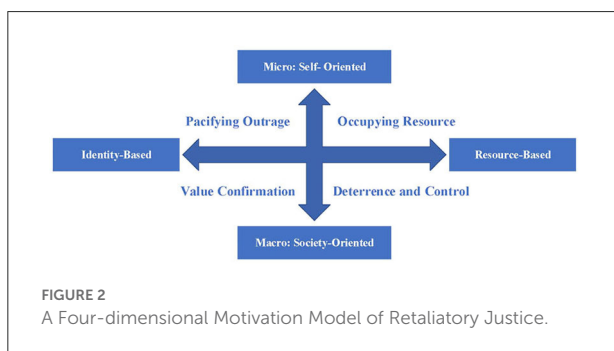 Micro: Self- Oriented
Pacifying Outrage
Occupying Resource
Identity-Based
Resource-Based
Value Confirmation
Deterrence and Control
Macro: Society-Oriented
FIGURE 2
A Four-dimensional Motivation Model of Retaliatory Justice.